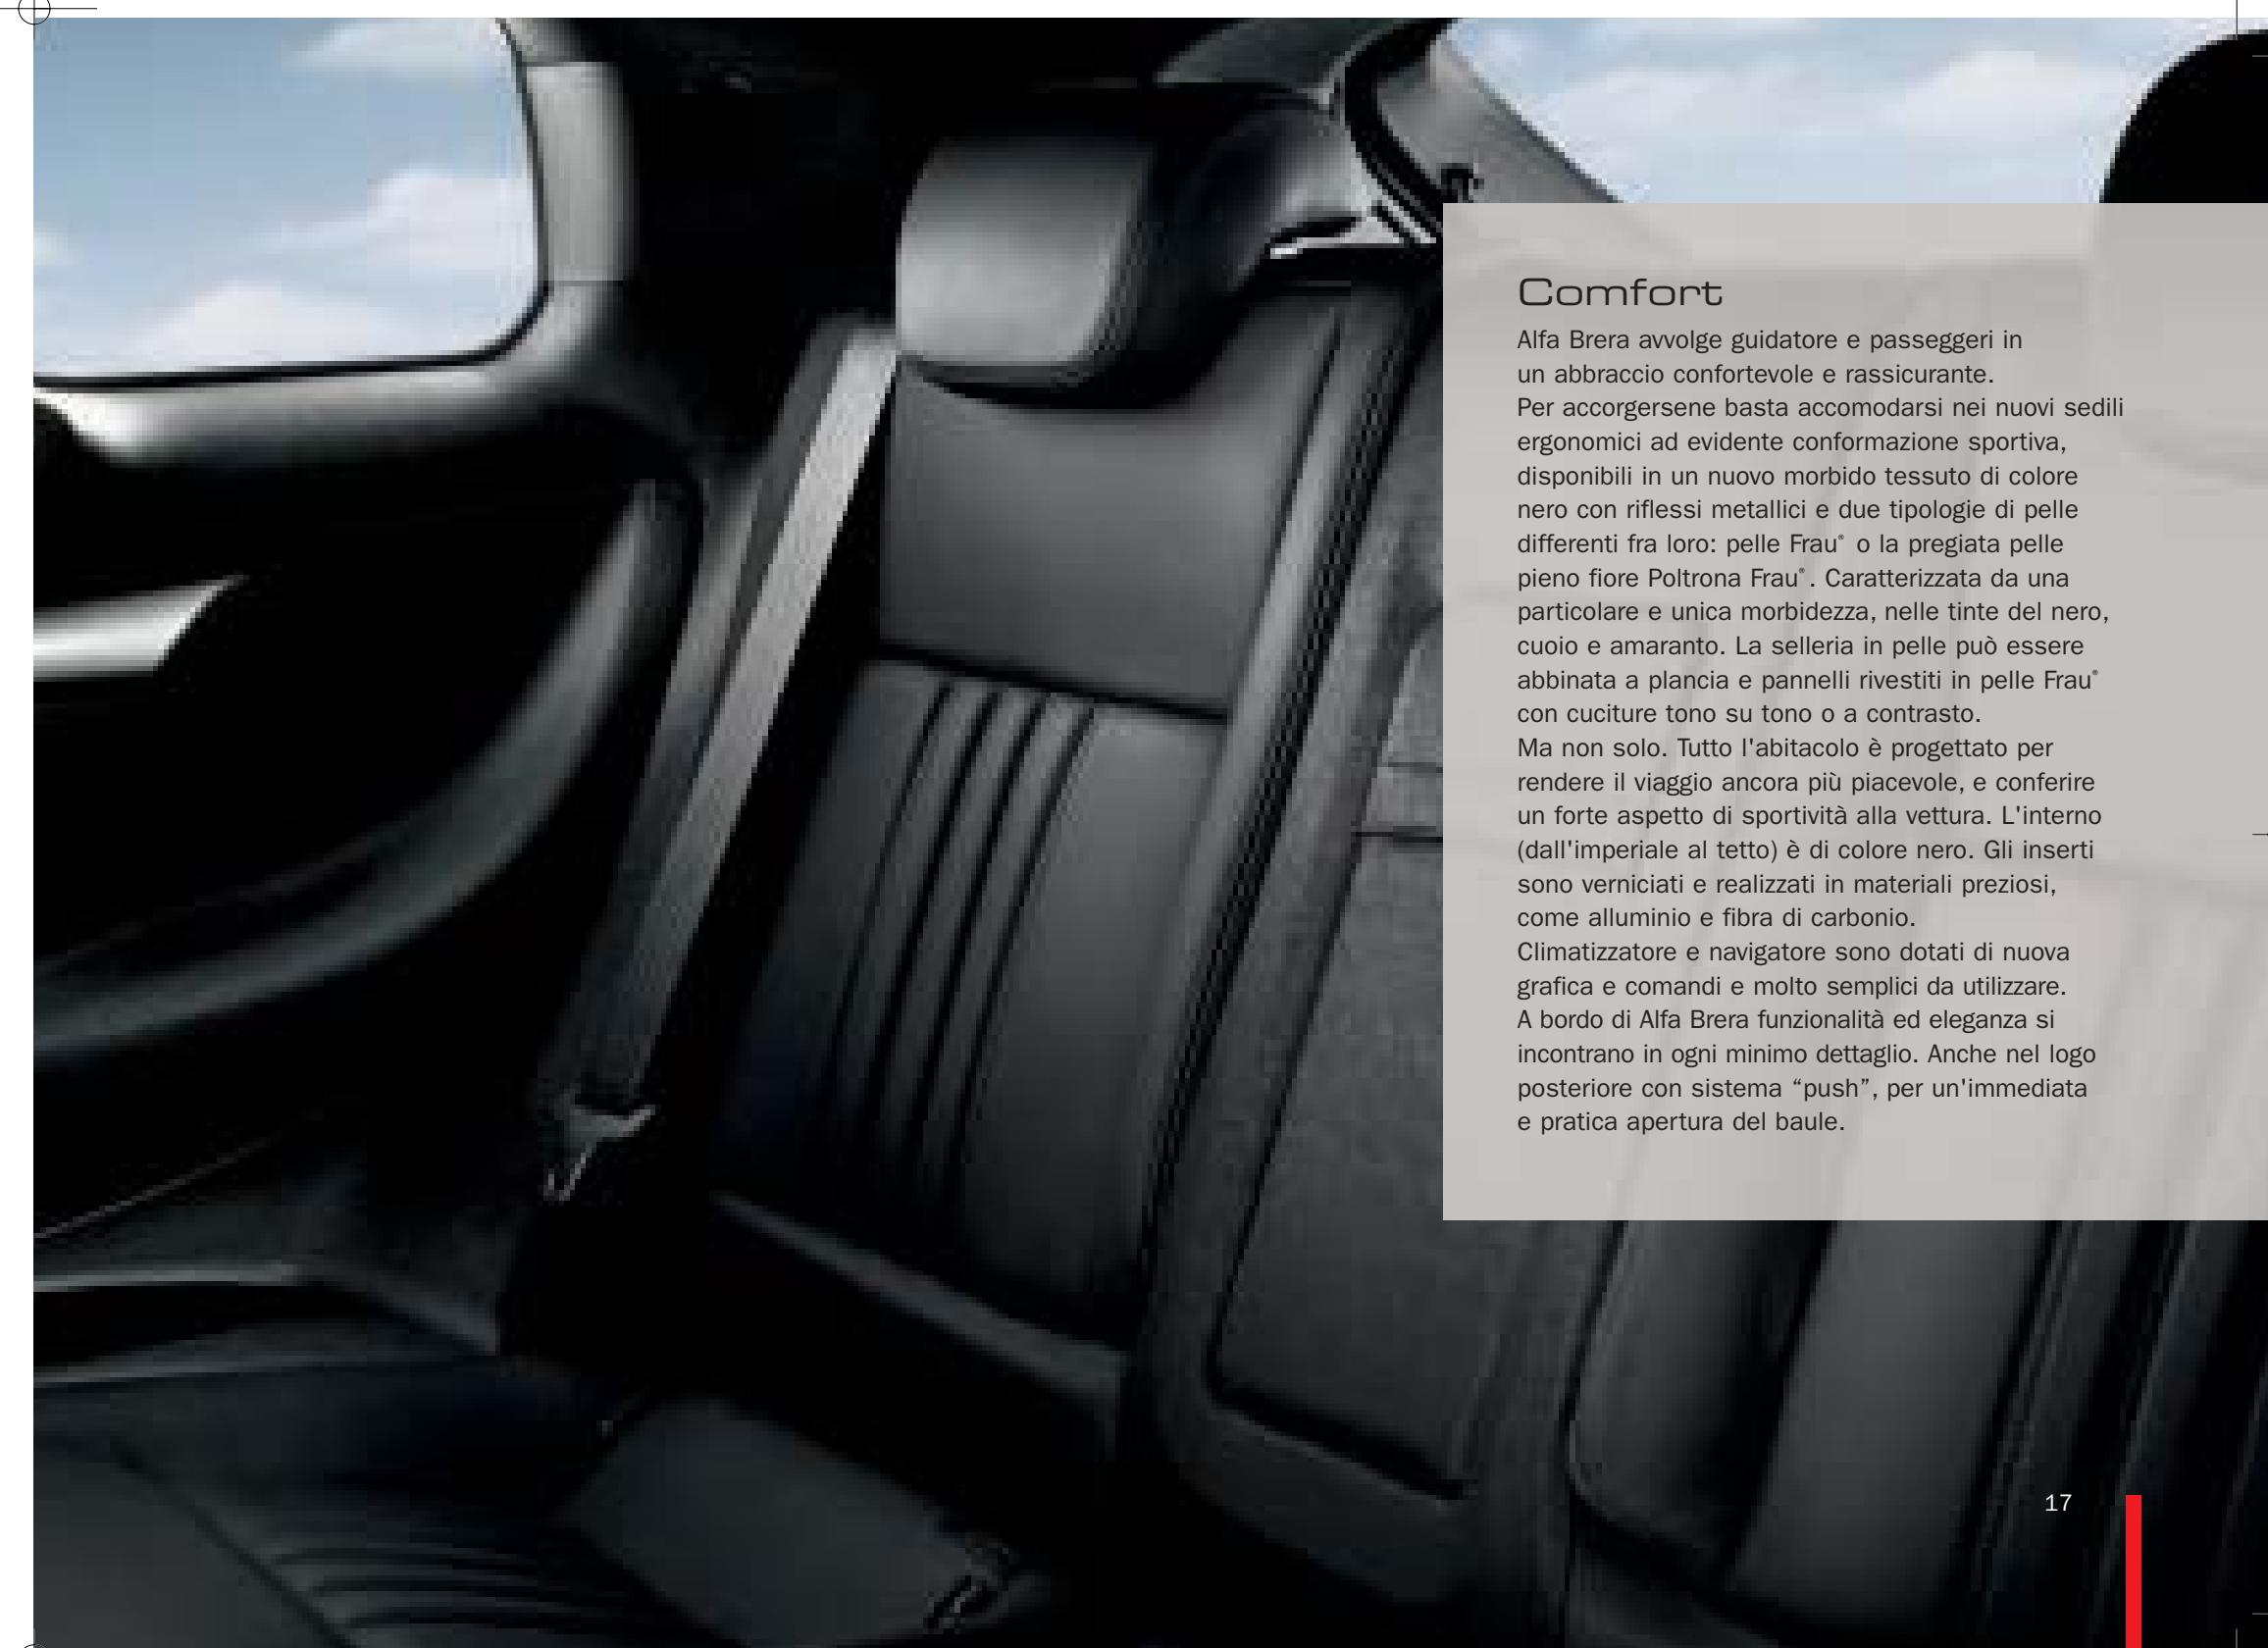 Comfort
Alfa Brera avvolge guidatore e passeggeri in
un abbraccio confortevole e rassicurante.
Per accorgersene basta accomodarsi nei nuovi sedili
ergonomici ad evidente conformazione sportiva,
disponibili in un nuovo morbido tessuto di colore
nero con riflessi metallici e due tipologie di pelle
differenti fra loro: pelle Frau® o la pregiata pelle
pieno fiore Poltrona Frau®. Caratterizzata da una
particolare e unica morbidezza, nelle tinte del nero,
cuoio e amaranto. La selleria in pelle può essere
abbinata a plancia e pannelli rivestiti in pelle Frau®
con cuciture tono su tono o a contrasto.
Ma non solo. Tutto l'abitacolo è progettato per
rendere il viaggio ancora più piacevole, e conferire
un forte aspetto di sportività alla vettura. L'interno
(dall'imperiale al tetto) è di colore nero. Gli inserti
sono verniciati e realizzati in materiali preziosi,
come alluminio e fibra di carbonio.
Climatizzatore e navigatore sono dotati di nuova
grafica e comandi e molto semplici da utilizzare.
A bordo di Alfa Brera funzionalità ed eleganza si
incontrano in ogni minimo dettaglio. Anche nel logo
posteriore con sistema “push”, per un'immediata
e pratica apertura del baule.
17